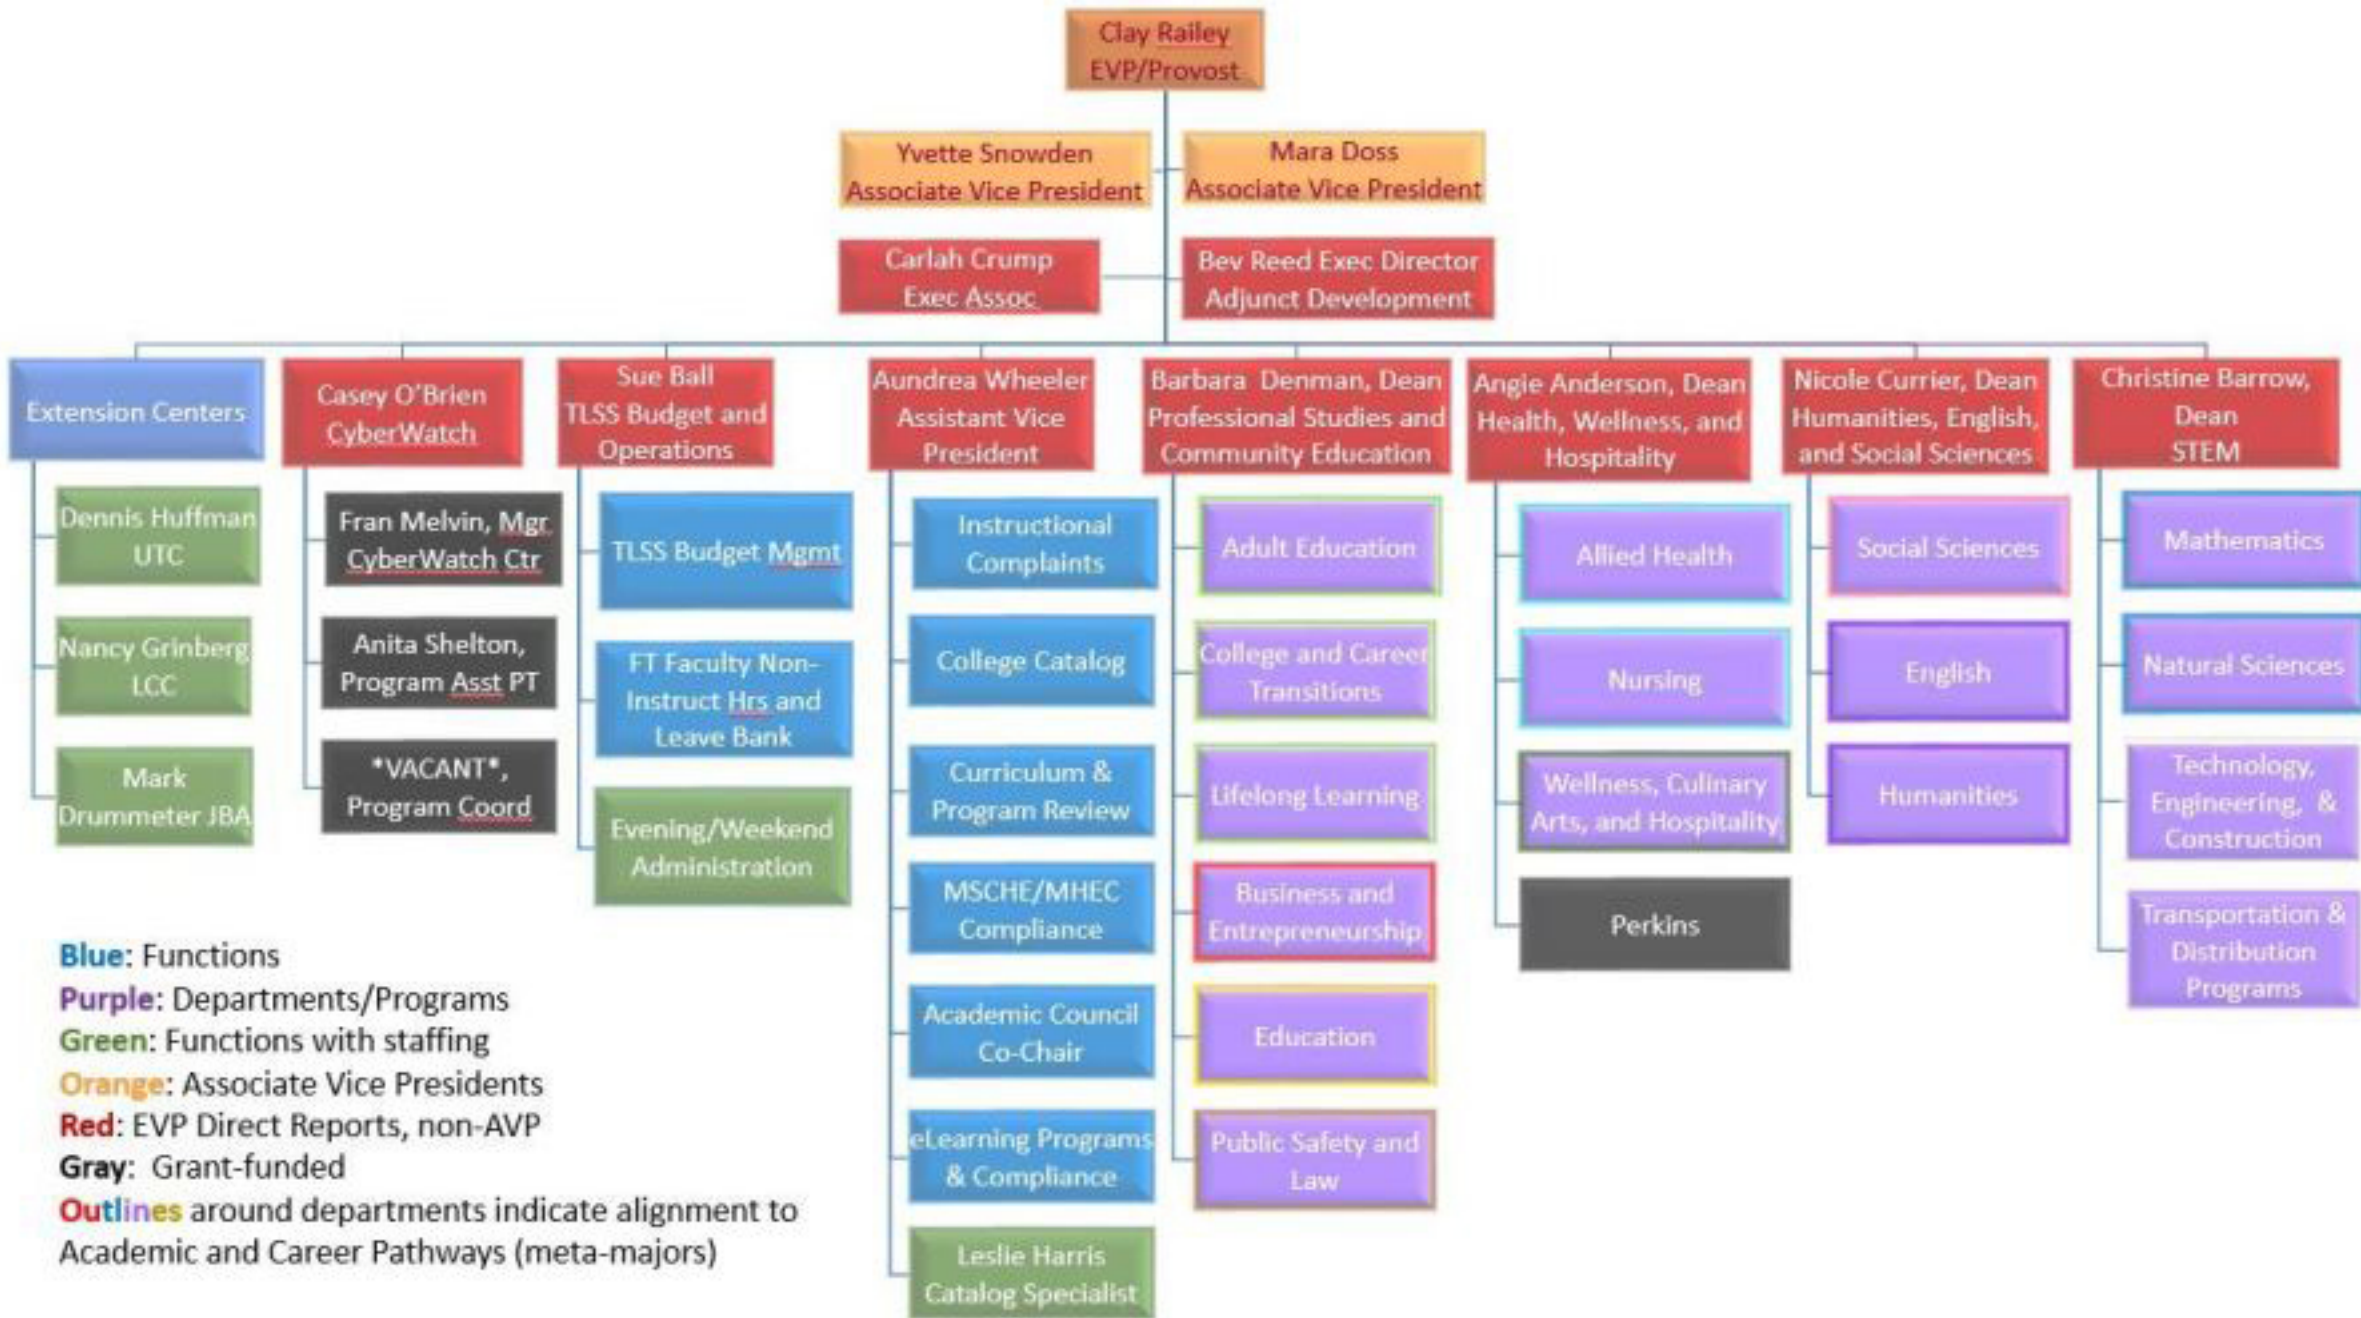 Clay Railey
EVP/Provost
Yvette Snowden
Associate Vice President
Mara Doss
Associate Vice President
Carlah Crump
Exec Assoc
Bev Reed Exec Director
Adjunct Development
Extension Centers
Dennis Huffman
UTC
Nancy Grinberg
LCC
Mark
Drummeter JBA
Casey O'Brien
CyberWatch
Fran Melvin, Mgr
CyberWatch Ctr
Anita Shelton,
Program Asst PT
*VACANT*,
Program Coord
Sue Ball
TLSS Budget and
Operations
TLSS Budget Mgmt
FT Faculty Non-
Instruct Hrs and
Leave Bank
Evening/Weekend
Administration
Aundrea Wheeler
Assistant Vice
President
Instructional
Complaints
College Catalog
Curriculum &
Program Review
MSCHE/MHEC
Compliance
Academic Council
Co-Chair
eLearning Programs
& Compliance
Leslie Harris
Catalog Specialist
Barbara Denman, Dean
Professional Studies and
Community Education
Adult Education
College and Career
Transitions
Lifelong Learning
Business and
Entrepreneurship
Education
Public Safety and
Law
Angie Anderson, Dean
Health, Wellness, and
Hospitality
Allied Health
Nursing
Wellness, Culinary
Arts, and Hospitality
Perkins
Nicole Currier, Dean
Humanities, English,
and Social Sciences
Social Sciences
English
Humanities
Christine Barrow,
Dean
STEM
Mathematics
Natural Sciences
Technology,
Engineering, &
Construction
Transportation &
Distribution
Programs
Blue: Functions
Purple: Departments/Programs
Green: Functions with staffing
Orange: Associate Vice Presidents
Red: EVP Direct Reports, non-AVP
Gray: Grant-funded
Outlines around departments indicate alignment to
Academic and Career Pathways (meta-majors)